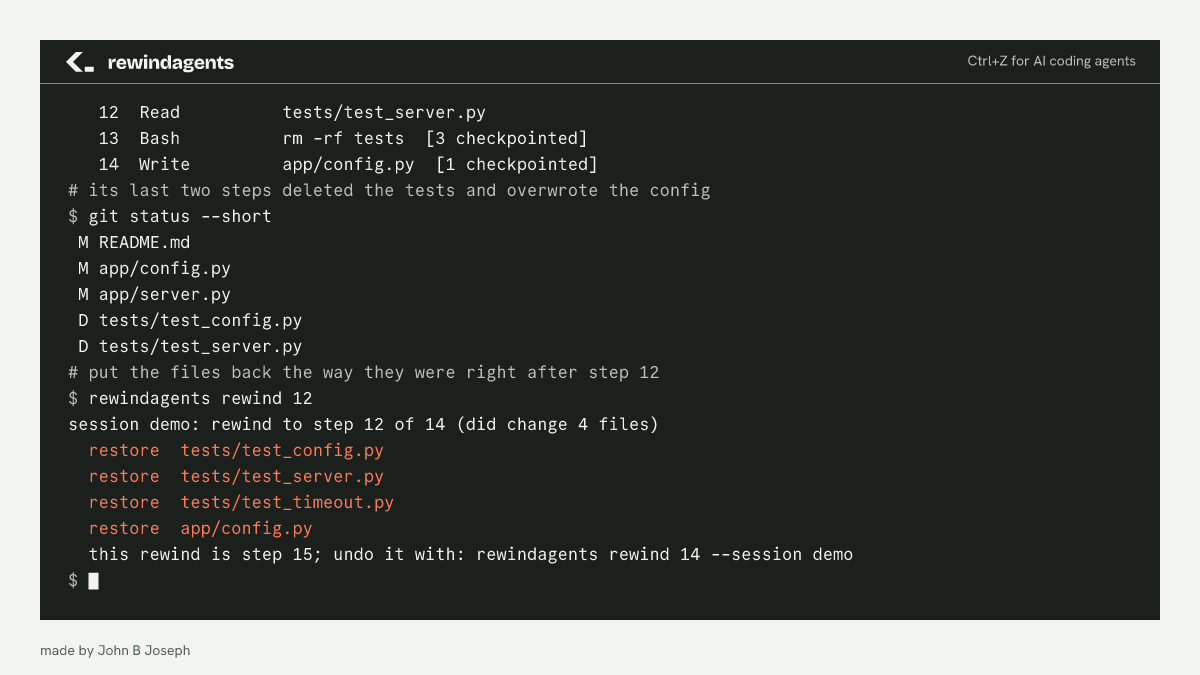 rewindagents
Ctrl+Z for AI coding agents
12 Read tests/test_server.py
13 Bash rm -rf tests [3 checkpointed]
14 Write app/config.py [1 checkpointed]
# its last two steps deleted the tests and overwrote the config
$ git status --short
M README.md
M app/config.py
M app/server.py
D tests/test_config.py
D tests/test_server.py
# put the files back the way they were right after step 12
$ rewindagents rewind 12
session demo: rewind to step 12 of 14 (did change 4 files)
restore tests/test_config.py
restore tests/test_server.py
restore tests/test_timeout.py
restore app/config.py
this rewind is step 15; undo it with: rewindagents rewind 14 --session demo
$
made by John B Joseph